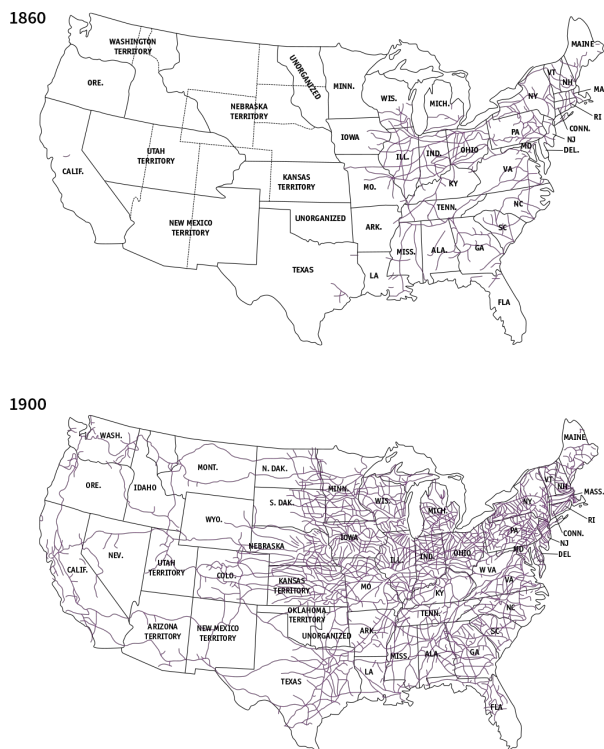 1860
WASHINGTON
TERRITORY
ORE.
UNORGANIZED
MINN.
NEBRASKA
TERRITORY
WIS.
MICH.
MAINE
VT
NH
NY
MA
RI
CONN.
NJ
DEL.
PA
MD
IOWA
ILL.
IND.
OHIO
UTAH
TERRITORY
CALIF.
KANSAS
TERRITORY
MO.
KY
VA
NEW MEXICO
TERRITORY
UNORGANIZED
ARK.
TENN.
NC
SC
TEXAS
LA
MISS.
ALA.
GA
FLA
1900
WASH.
MONT.
N. DAK.
MINN.
MAINE
ORE.
IDAHO
S. DAK.
WIS.
MICH.
VT
NH
NY
MASS.
RI
CONN.
NJ
DEL
WYO.
NEBRASKA
IOWA
ILL.
IND.
OHIO
PA
MD
NEV.
CALIF.
UTAH
TERRITORY
COLO.
KANSAS
TERRITORY
MO
KY
W VA
VA
ARIZONA
TERRITORY
NEW MEXICO
TERRITORY
OKLAHOMA
TERRITORY
UNORGANIZED
ARK.
TENN.
NC
SC
TEXAS
LA
MISS.
ALA.
GA
FLA.